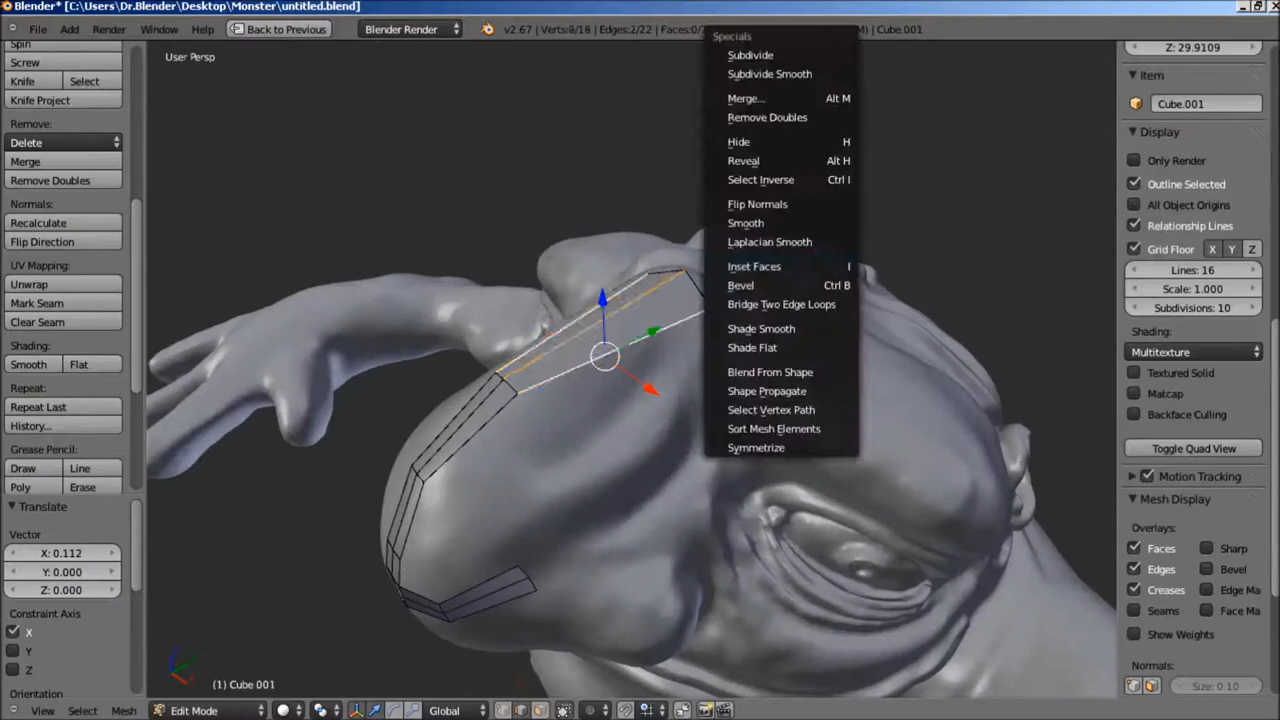 Blender* [C:\Users\Dr.Blender\Desktop\Monster\untitled.blend]
File Add Render Window Help Back to Previous Blender Render v2.67 | Verts:8/16 | Edges:2/22 | Faces:0/ M) | Cube.001
User Persp
Spin
Screw
Knife Select
Knife Project
Remove:
Delete
Merge
Remove Doubles
Normals:
Recalculate
Flip Direction
UV Mapping:
Unwrap
Mark Seam
Clear Seam
Shading:
Smooth Flat
Repeat:
Repeat Last
History...
Grease Pencil:
Draw Line
Poly Erase
Translate
Vector
X: 0.112
Y: 0.000
Z: 0.000
Constraint Axis
X
Y
Z
Orientation
Specials
Subdivide
Subdivide Smooth
Merge... Alt M
Remove Doubles
Hide H
Reveal Alt H
Select Inverse Ctrl I
Flip Normals
Smooth
Laplacian Smooth
Inset Faces I
Bevel Ctrl B
Bridge Two Edge Loops
Shade Smooth
Shade Flat
Blend From Shape
Shape Propagate
Select Vertex Path
Sort Mesh Elements
Symmetrize
Z: 29.9109
Item
Cube.001
Display
Only Render
Outline Selected
All Object Origins
Relationship Lines
Grid Floor X Y Z
Lines: 16
Scale: 1.000
Subdivisions: 10
Shading:
Multitexture
Textured Solid
Matcap
Backface Culling
Toggle Quad View
Motion Tracking
Mesh Display
Overlays:
Faces Sharp
Edges Bevel
Creases Edge Ma
Seams Face Ma
Show Weights
Normals:
Size: 0.10
(1) Cube.001
View Select Mesh Edit Mode Global